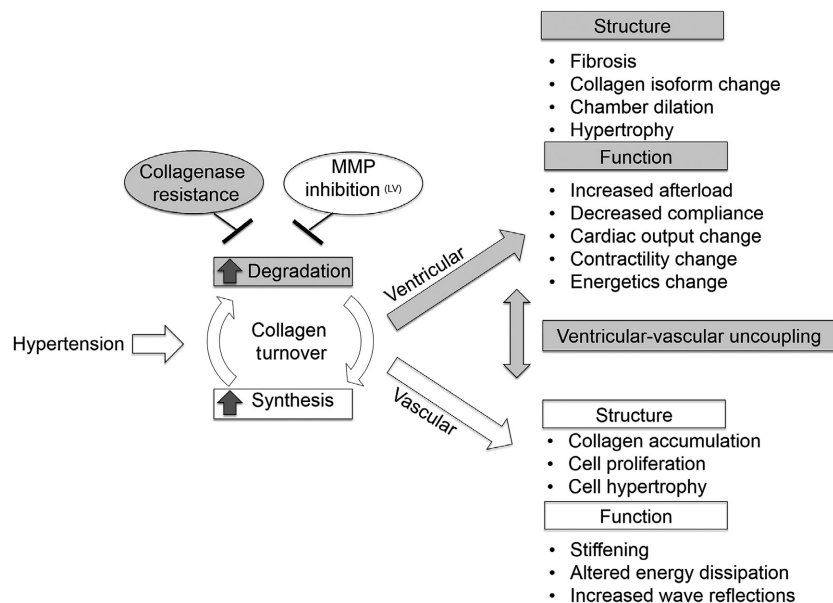 Structure
• Fibrosis
• Collagen isoform change
• Chamber dilation
• Hypertrophy
Function
• Increased afterload
• Decreased compliance
• Cardiac output change
• Contractility change
• Energetics change
Collagenase
resistance
MMP
inhibition (LV)
Degradation
Ventricular
Hypertension
Collagen
turnover
Ventricular-vascular uncoupling
Synthesis
Vascular
Structure
• Collagen accumulation
• Cell proliferation
• Cell hypertrophy
Function
• Stiffening
• Altered energy dissipation
• Increased wave reflections